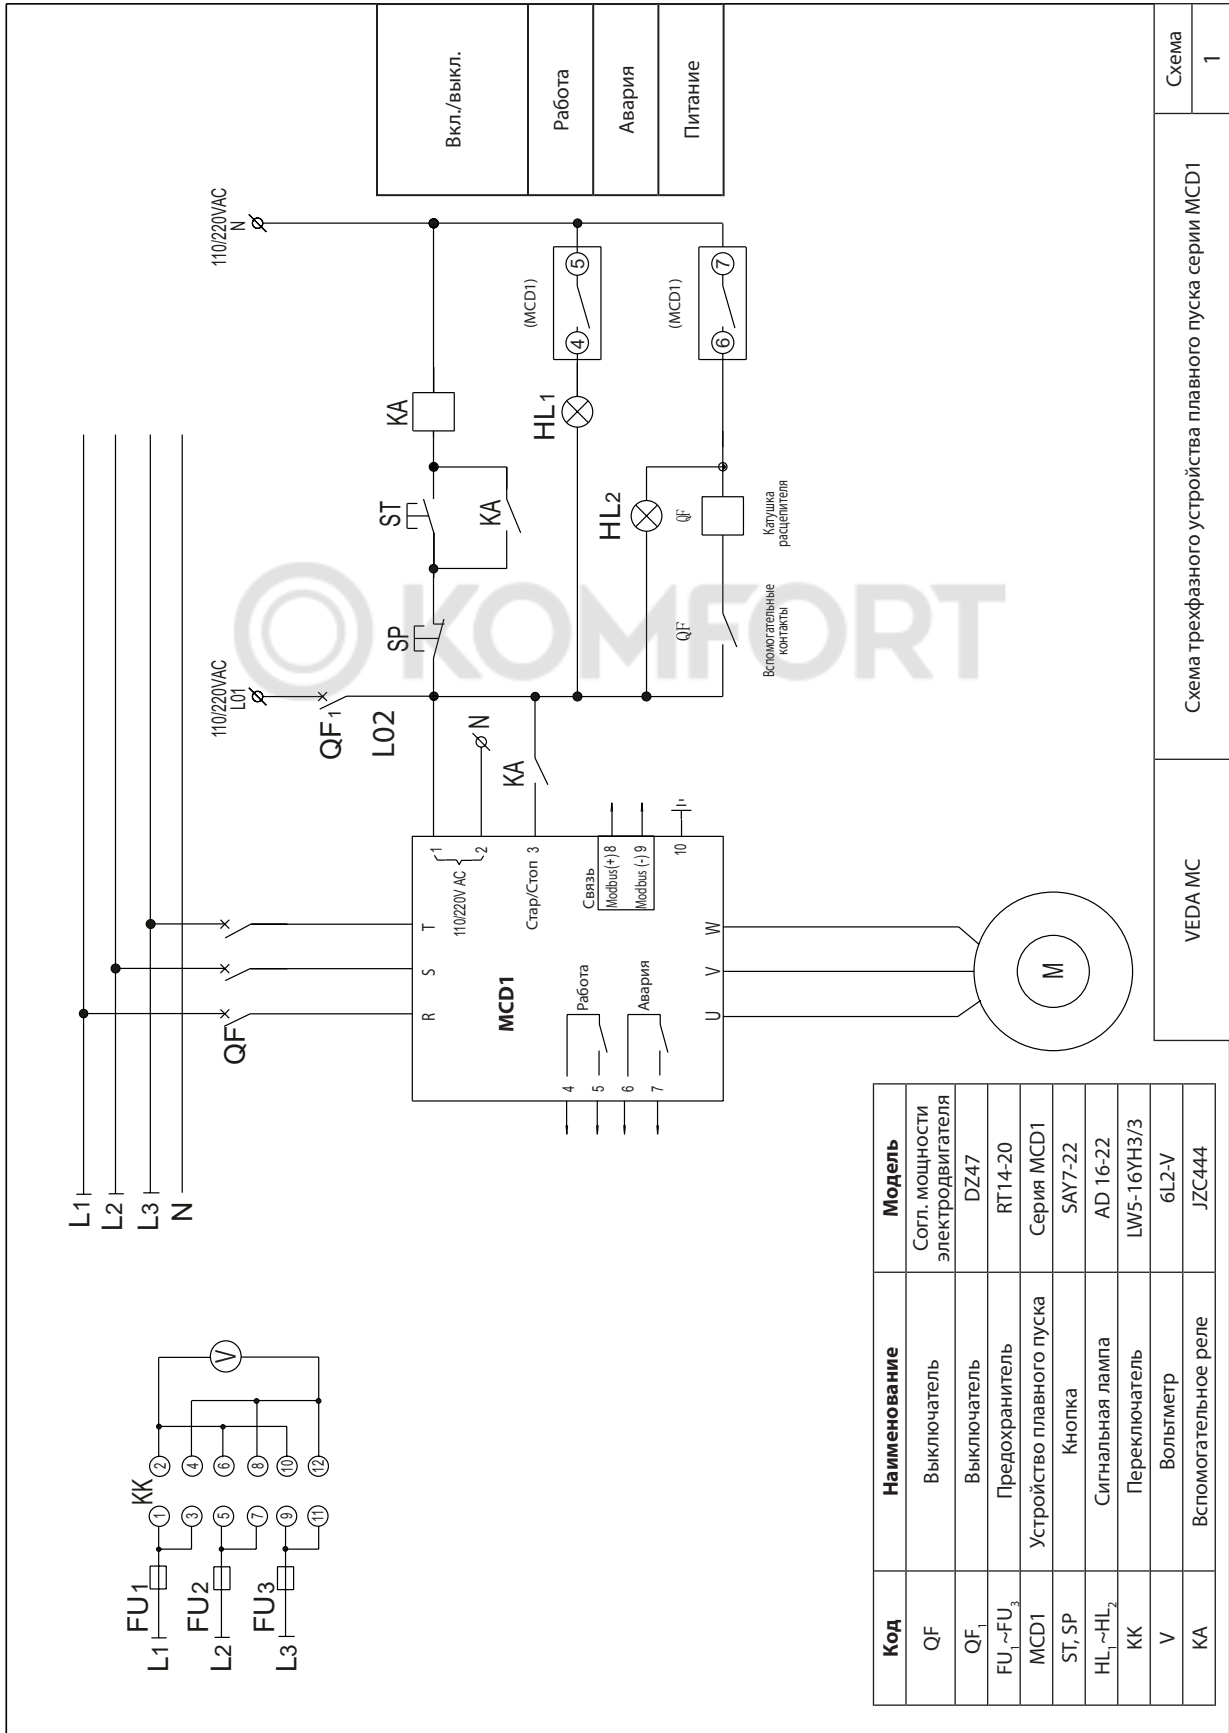 L1
L2
L3
N
QF
110/220VAC
L01
QF1
L02
110/220VAC
N
SP
ST
KA
KA
Вкл./выкл.
Работа
Авария
Питание
HL1
(MCD1)
4
5
HL2
(MCD1)
6
7
QF
Вспомогательные
контакты
QF
Катушка
расцепителя
KOMFORT
N
KA
R
S
T
MCD1
1
2
110/220V AC
Стар/Стоп 3
Связь
Modbus(+) 8
Modbus (-) 9
10
4
5
6
7
Работа
Авария
U
V
W
M
FU1
FU2
FU3
L1
L2
L3
KK
1
2
3
4
5
6
7
8
9
10
11
12
V
Код Наименование Модель
QF Выключатель Согл. мощности
электродвигателя
QF1 Выключатель DZ47
FU1~FU3 Предохранитель RT14-20
MCD1 Устройство плавного пуска Серия MCD1
ST, SP Кнопка SAY7-22
HL1~HL2 Сигнальная лампа AD 16-22
KK Переключатель LW5-16YH3/3
V Вольтметр 6L2-V
KA Вспомогательное реле JZC444
VEDA MC
Схема трехфазного устройства плавного пуска серии MCD1
Схема
1